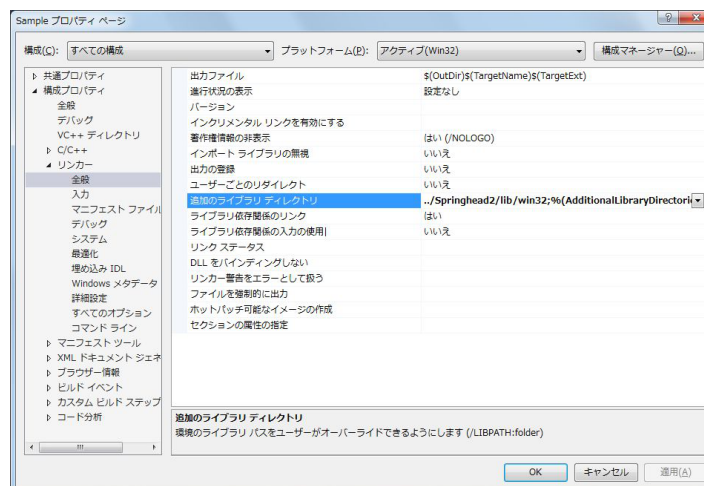 Sample プロパティ ページ
構成(C): すべての構成 プラットフォーム(P): アクティブ(Win32) 構成マネージャー(O)...
共通プロパティ
構成プロパティ
全般
デバッグ
VC++ ディレクトリ
C/C++
リンカー
全般
入力
マニフェスト ファイル
デバッグ
システム
最適化
埋め込み IDL
Windows メタデータ
詳細設定
すべてのオプション
コマンド ライン
マニフェスト ツール
XML ドキュメント ジェネ
ブラウザー情報
ビルド イベント
カスタム ビルド ステップ
コード分析
出力ファイル $(OutDir)$(TargetName)$(TargetExt)
進行状況の表示 設定なし
バージョン
インクリメンタル リンクを有効にする
著作権情報の非表示 はい (/NOLOGO)
インポート ライブラリの無視 いいえ
出力の登録 いいえ
ユーザーごとのリダイレクト いいえ
追加のライブラリ ディレクトリ ../Springhead2/lib/win32;%(AdditionalLibraryDirectorie
ライブラリ依存関係のリンク はい
ライブラリ依存関係の入力の使用 いいえ
リンク ステータス
DLL をバインディングしない
リンカー警告をエラーとして扱う
ファイルを強制的に出力
ホットパッチ可能なイメージの作成
セクションの属性の指定
追加のライブラリ ディレクトリ
環境のライブラリ パスをユーザーがオーバーライドできるようにします (/LIBPATH:folder)
OK キャンセル 適用(A)